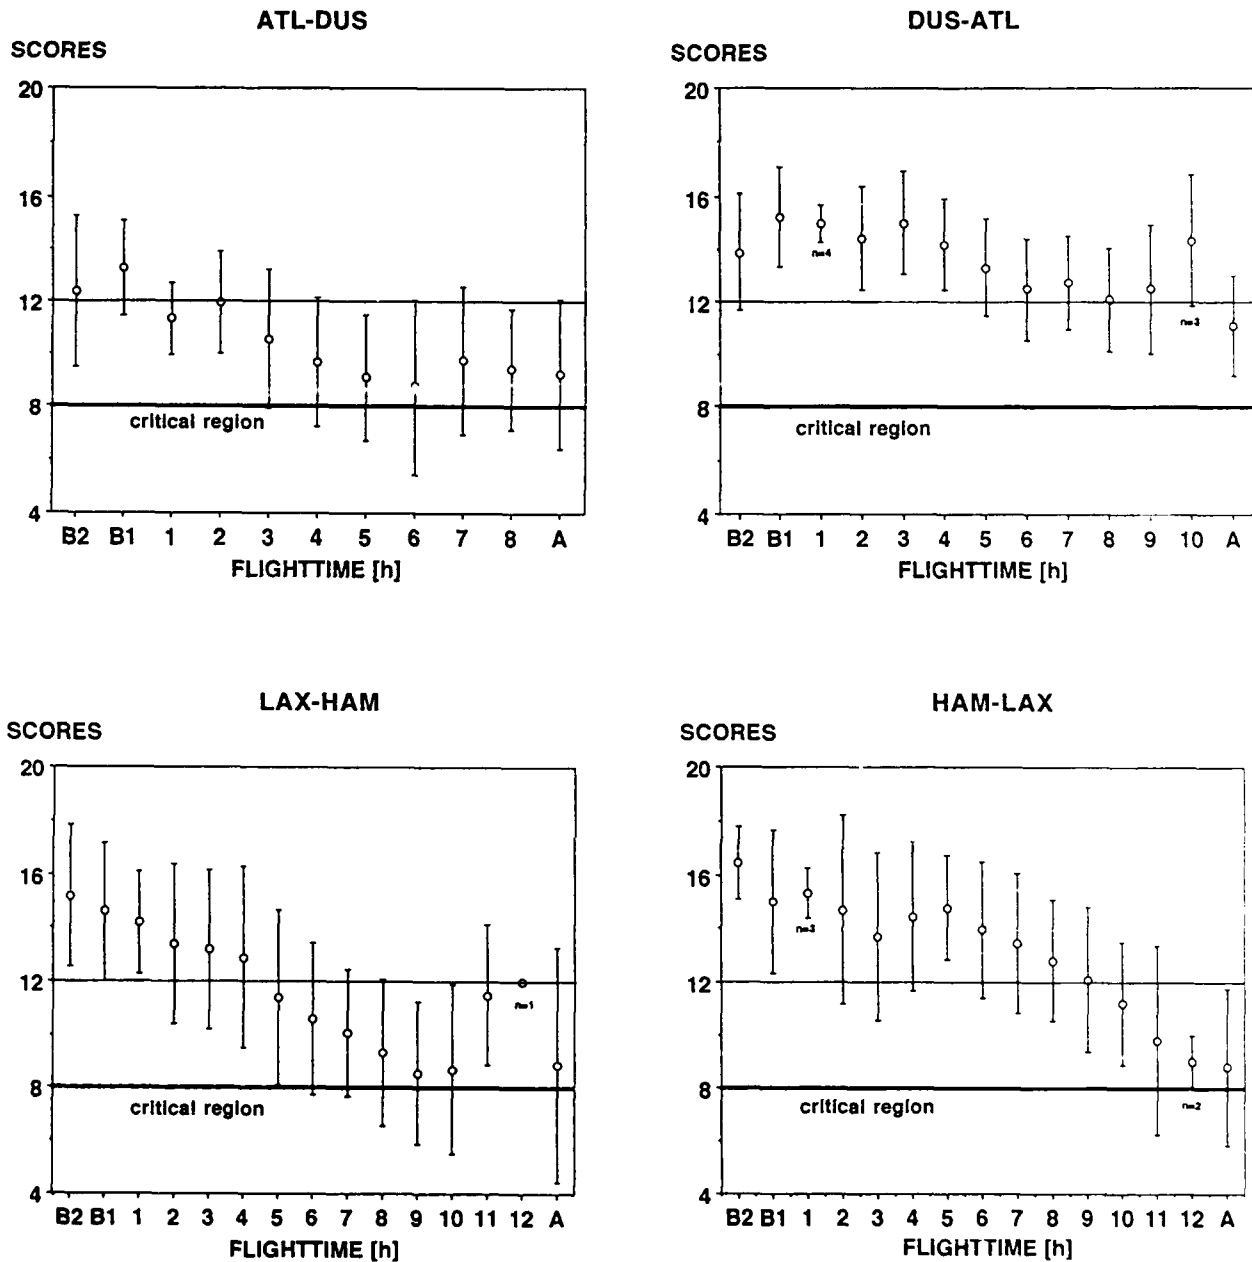 ATL-DUS
SCORES
20
16
12
8
4
critical region
B2 B1 1 2 3 4 5 6 7 8 A
FLIGHTTIME [h]
DUS-ATL
SCORES
20
16
12
8
4
n=4
n=3
critical region
B2 B1 1 2 3 4 5 6 7 8 9 10 A
FLIGHTTIME [h]
LAX-HAM
SCORES
20
16
12
8
4
n=1
critical region
B2 B1 1 2 3 4 5 6 7 8 9 10 11 12 A
FLIGHTTIME [h]
HAM-LAX
SCORES
20
16
12
8
4
n=3
critical region
n=2
B2 B1 1 2 3 4 5 6 7 8 9 10 11 12 A
FLIGHTTIME [h]